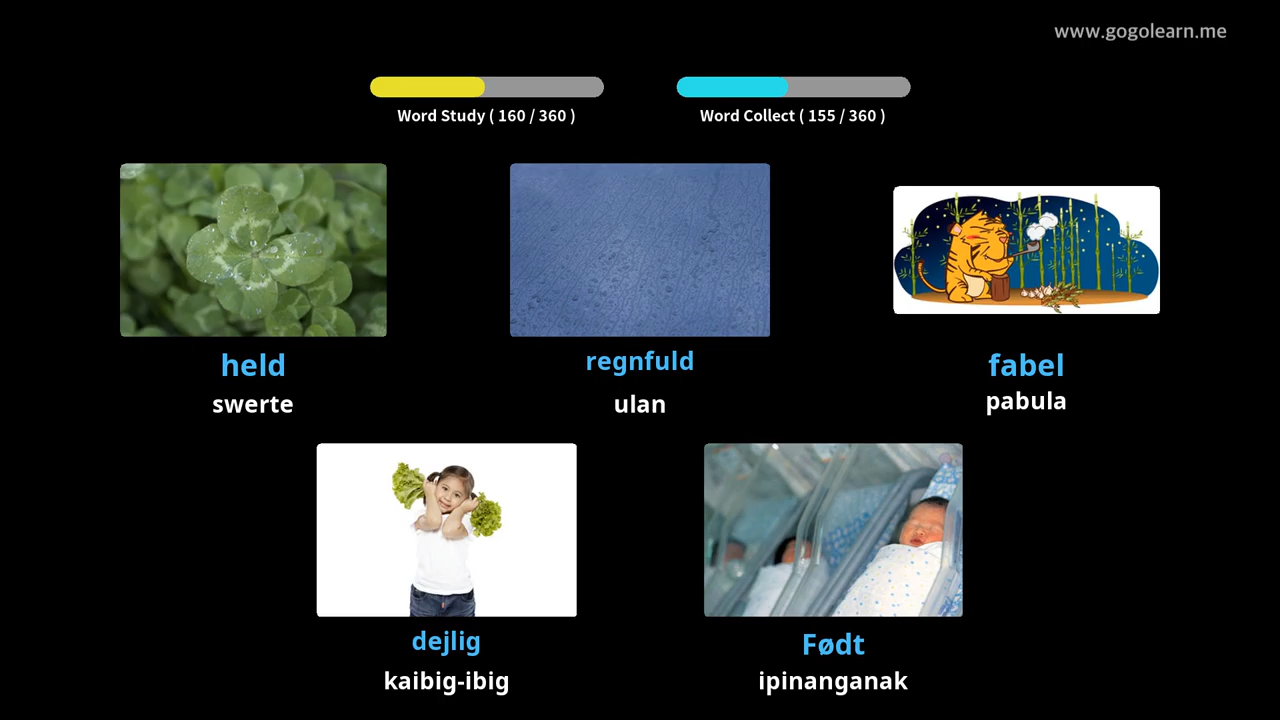 www.gogolearn.me
Word Study ( 160 / 360 )
Word Collect ( 155 / 360 )
held
swerte
regnfuld
ulan
fabel
pabula
dejlig
kaibig-ibig
Født
ipinanganak